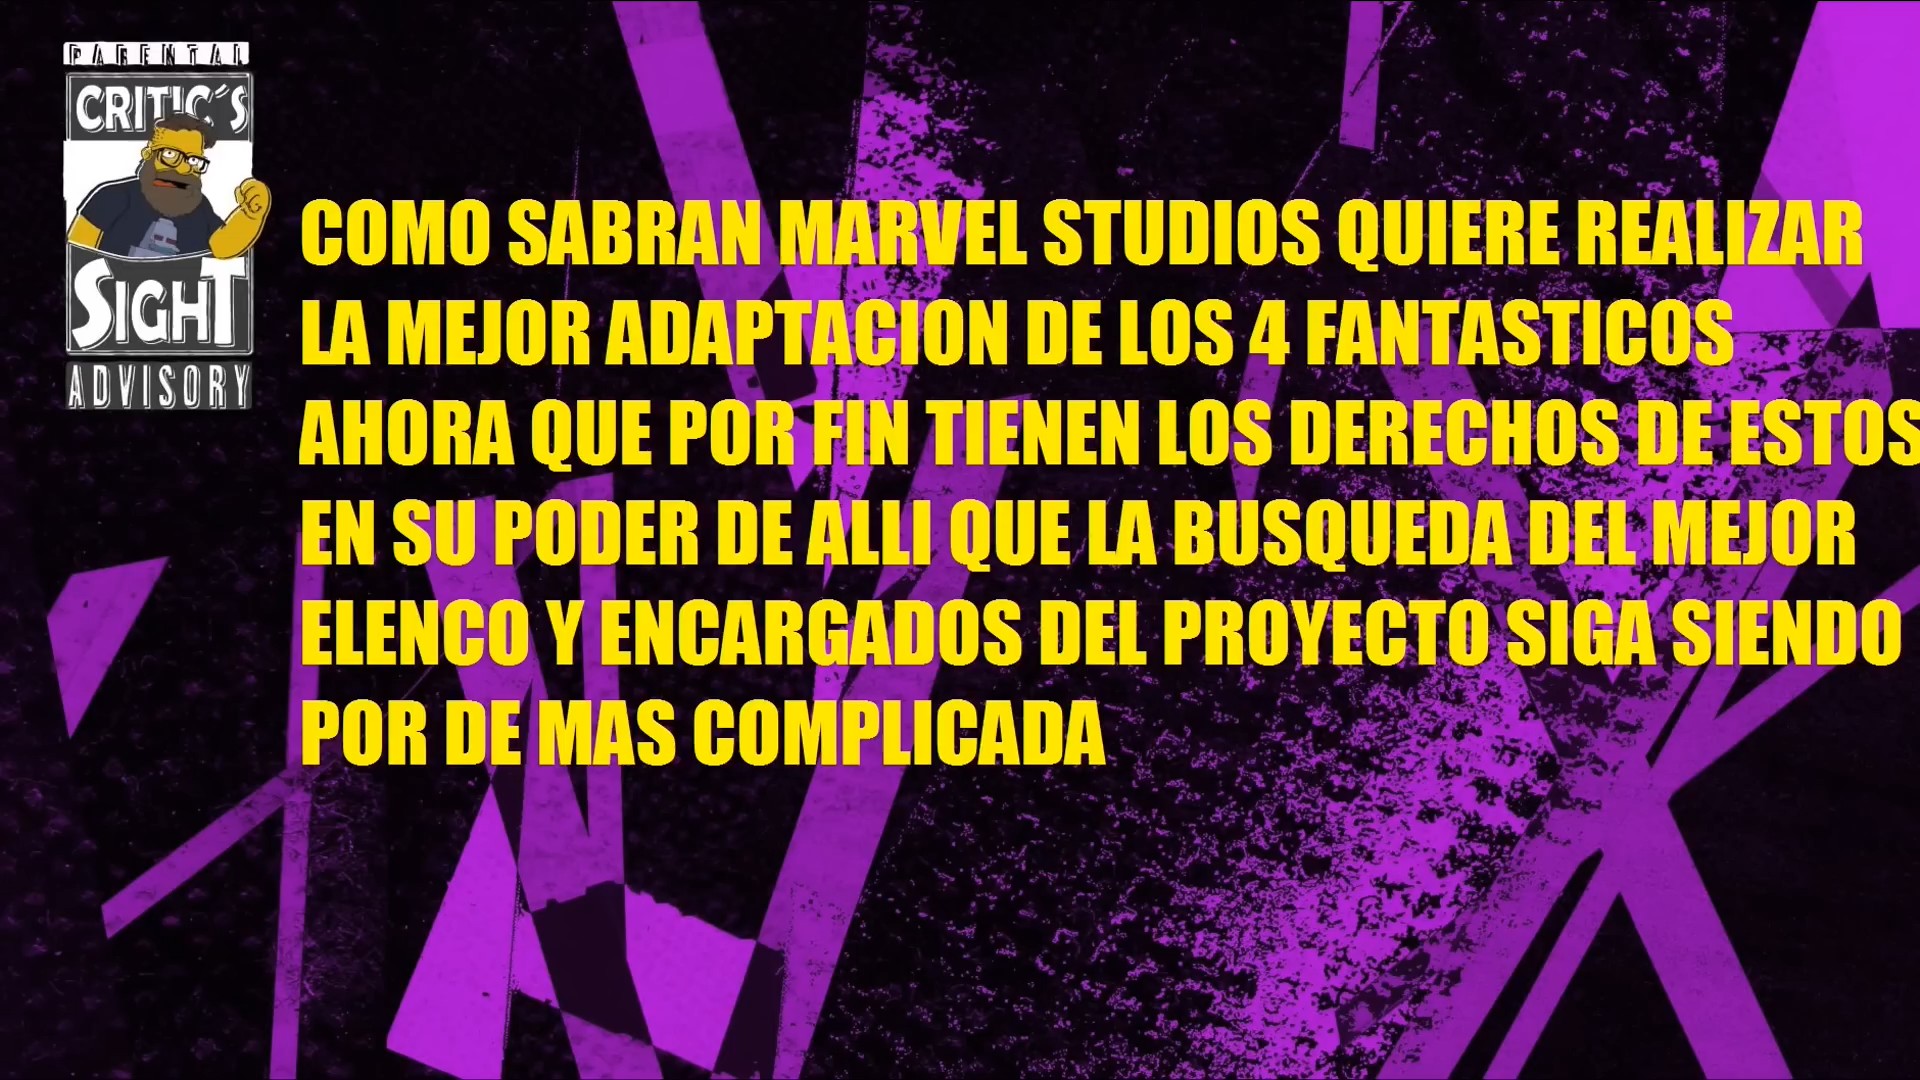 PARENTAL
CRITIC´S
SIGHT
ADVISORY
COMO SABRAN MARVEL STUDIOS QUIERE REALIZAR
LA MEJOR ADAPTACION DE LOS 4 FANTASTICOS
AHORA QUE POR FIN TIENEN LOS DERECHOS DE ESTOS
EN SU PODER DE ALLI QUE LA BUSQUEDA DEL MEJOR
ELENCO Y ENCARGADOS DEL PROYECTO SIGA SIENDO
POR DE MAS COMPLICADA